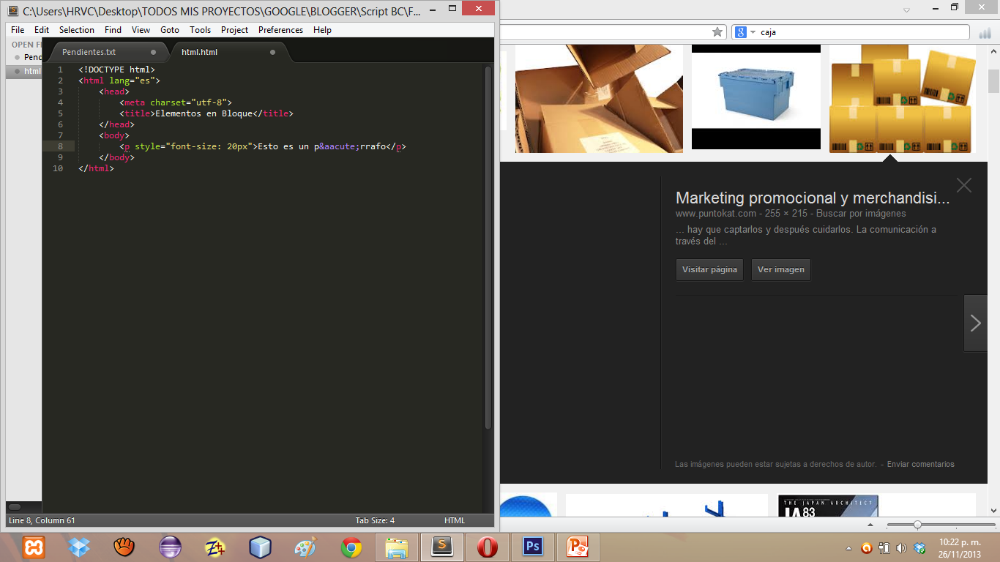 C:\Users\HRVC\Desktop\TODOS MIS PROYECTOS\GOOGLE\BLOGGER\Script BC\F...
File Edit Selection Find View Goto Tools Project Preferences Help
OPEN FI
Pend
html
Pendientes.txt
html.html
1 <!DOCTYPE html>
2 <html lang="es">
3 <head>
4 <meta charset="utf-8">
5 <title>Elementos en Bloque</title>
6 </head>
7 <body>
8 <p style="font-size: 20px">Esto es un p&aacute;rrafo</p>
9 </body>
10 </html>
Line 8, Column 61
Tab Size: 4
HTML
caja
Marketing promocional y merchandisi...
www.puntokat.com - 255 × 215 - Buscar por imágenes
... hay que captarlos y después cuidarlos. La comunicación a
través del ...
Visitar página
Ver imagen
Las imágenes pueden estar sujetas a derechos de autor. - Enviar comentarios
THE JAPAN ARCHITECT
JA 83
10:22 p. m.
26/11/2013